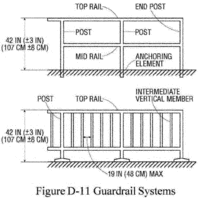 TOP RAIL
END POST
POST
POST
42 IN (±3 IN)
(107 CM ±8 CM)
MID RAIL
ANCHORING
ELEMENT
POST
TOP RAIL
INTERMEDIATE
VERTICAL MEMBER
42 IN (±3 IN)
(107 CM ±8 CM)
19 IN (48 CM) MAX
Figure D-11 Guardrail Systems